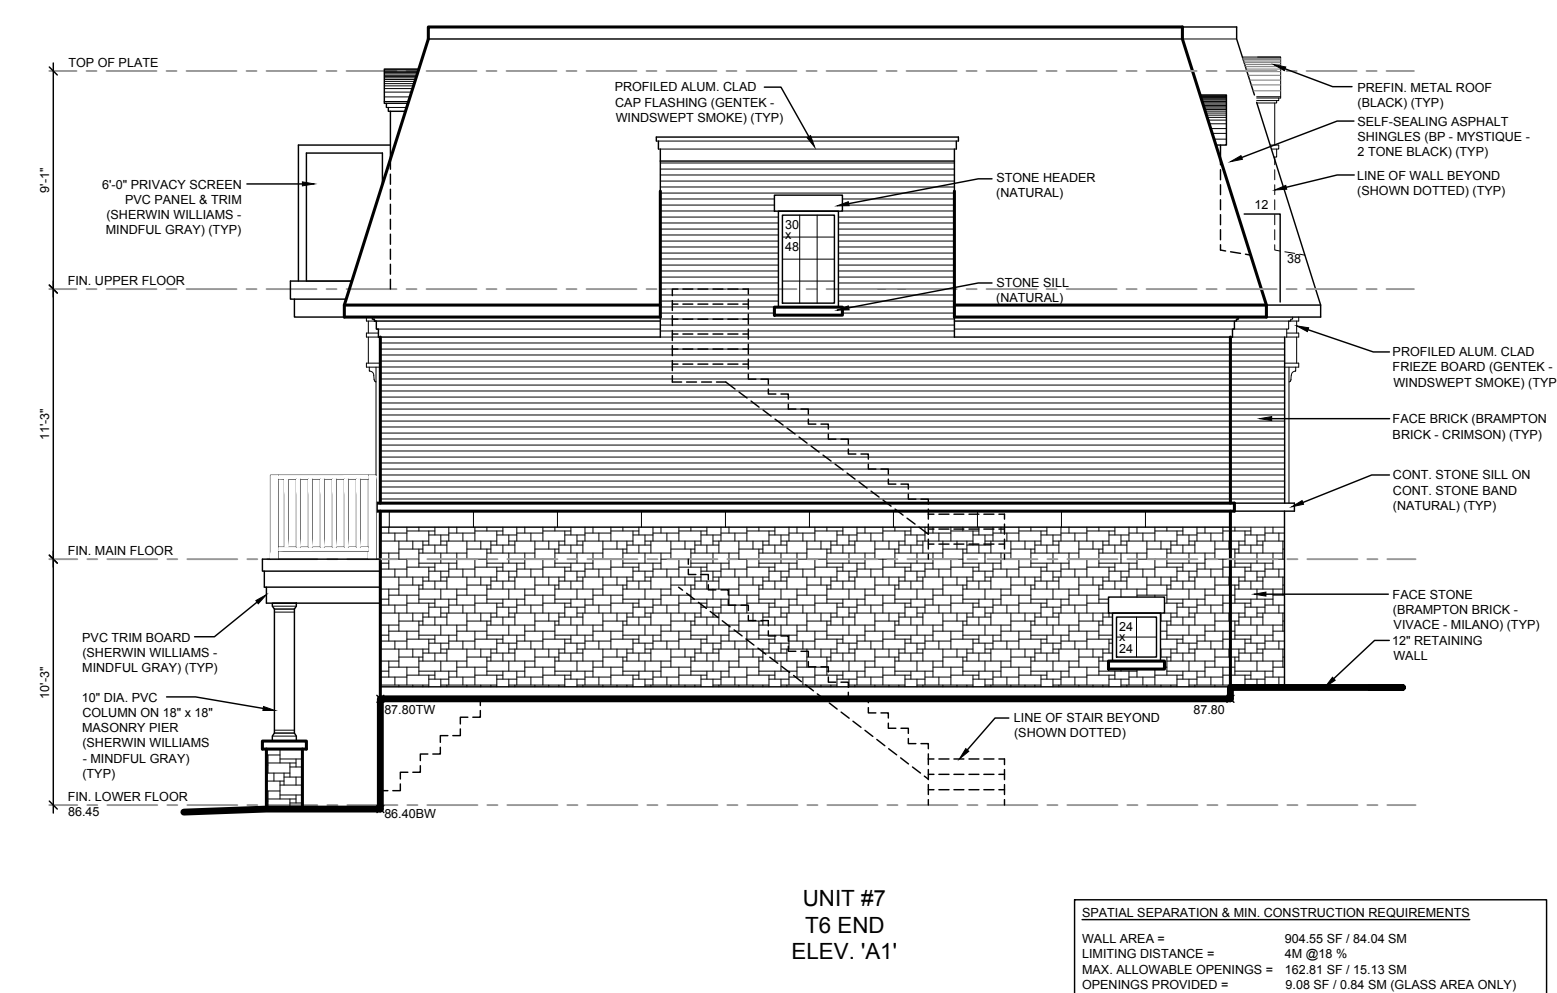 TOP OF PLATE
9'-1"
6'-0" PRIVACY SCREEN
PVC PANEL & TRIM
(SHERWIN WILLIAMS -
MINDFUL GRAY) (TYP)
FIN. UPPER FLOOR
11'-3"
FIN. MAIN FLOOR
10'-3"
PVC TRIM BOARD
(SHERWIN WILLIAMS -
MINDFUL GRAY) (TYP)
10" DIA. PVC
COLUMN ON 18" x 18"
MASONRY PIER
(SHERWIN WILLIAMS
- MINDFUL GRAY)
(TYP)
FIN. LOWER FLOOR
86.45
PROFILED ALUM. CLAD
CAP FLASHING (GENTEK -
WINDSWEPT SMOKE) (TYP)
30
x
48
STONE HEADER
(NATURAL)
STONE SILL
(NATURAL)
24
x
24
87.80TW
87.80
86.40BW
LINE OF STAIR BEYOND
(SHOWN DOTTED)
PREFIN. METAL ROOF
(BLACK) (TYP)
SELF-SEALING ASPHALT
SHINGLES (BP - MYSTIQUE -
2 TONE BLACK) (TYP)
LINE OF WALL BEYOND
(SHOWN DOTTED) (TYP)
12
38
PROFILED ALUM. CLAD
FRIEZE BOARD (GENTEK -
WINDSWEPT SMOKE) (TYP
FACE BRICK (BRAMPTON
BRICK - CRIMSON) (TYP)
CONT. STONE SILL ON
CONT. STONE BAND
(NATURAL) (TYP)
FACE STONE
(BRAMPTON BRICK -
VIVACE - MILANO) (TYP)
12" RETAINING
WALL
UNIT #7
T6 END
ELEV. 'A1'
SPATIAL SEPARATION & MIN. CONSTRUCTION REQUIREMENTS
WALL AREA = 904.55 SF / 84.04 SM
LIMITING DISTANCE = 4M @18 %
MAX. ALLOWABLE OPENINGS = 162.81 SF / 15.13 SM
OPENINGS PROVIDED = 9.08 SF / 0.84 SM (GLASS AREA ONLY)